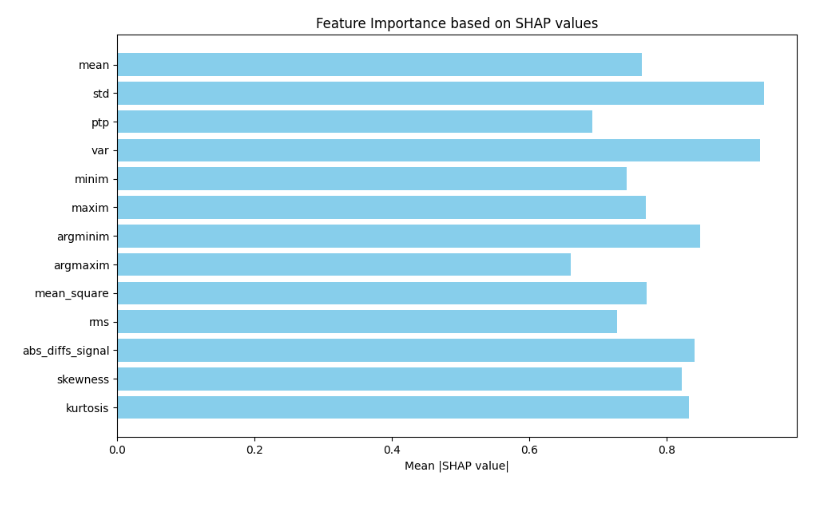 Feature Importance based on SHAP values
mean
std
ptp
var
minim
maxim
argminim
argmaxim
mean_square
rms
abs_diffs_signal
skewness
kurtosis
0.0 0.2 0.4 0.6 0.8
Mean |SHAP value|